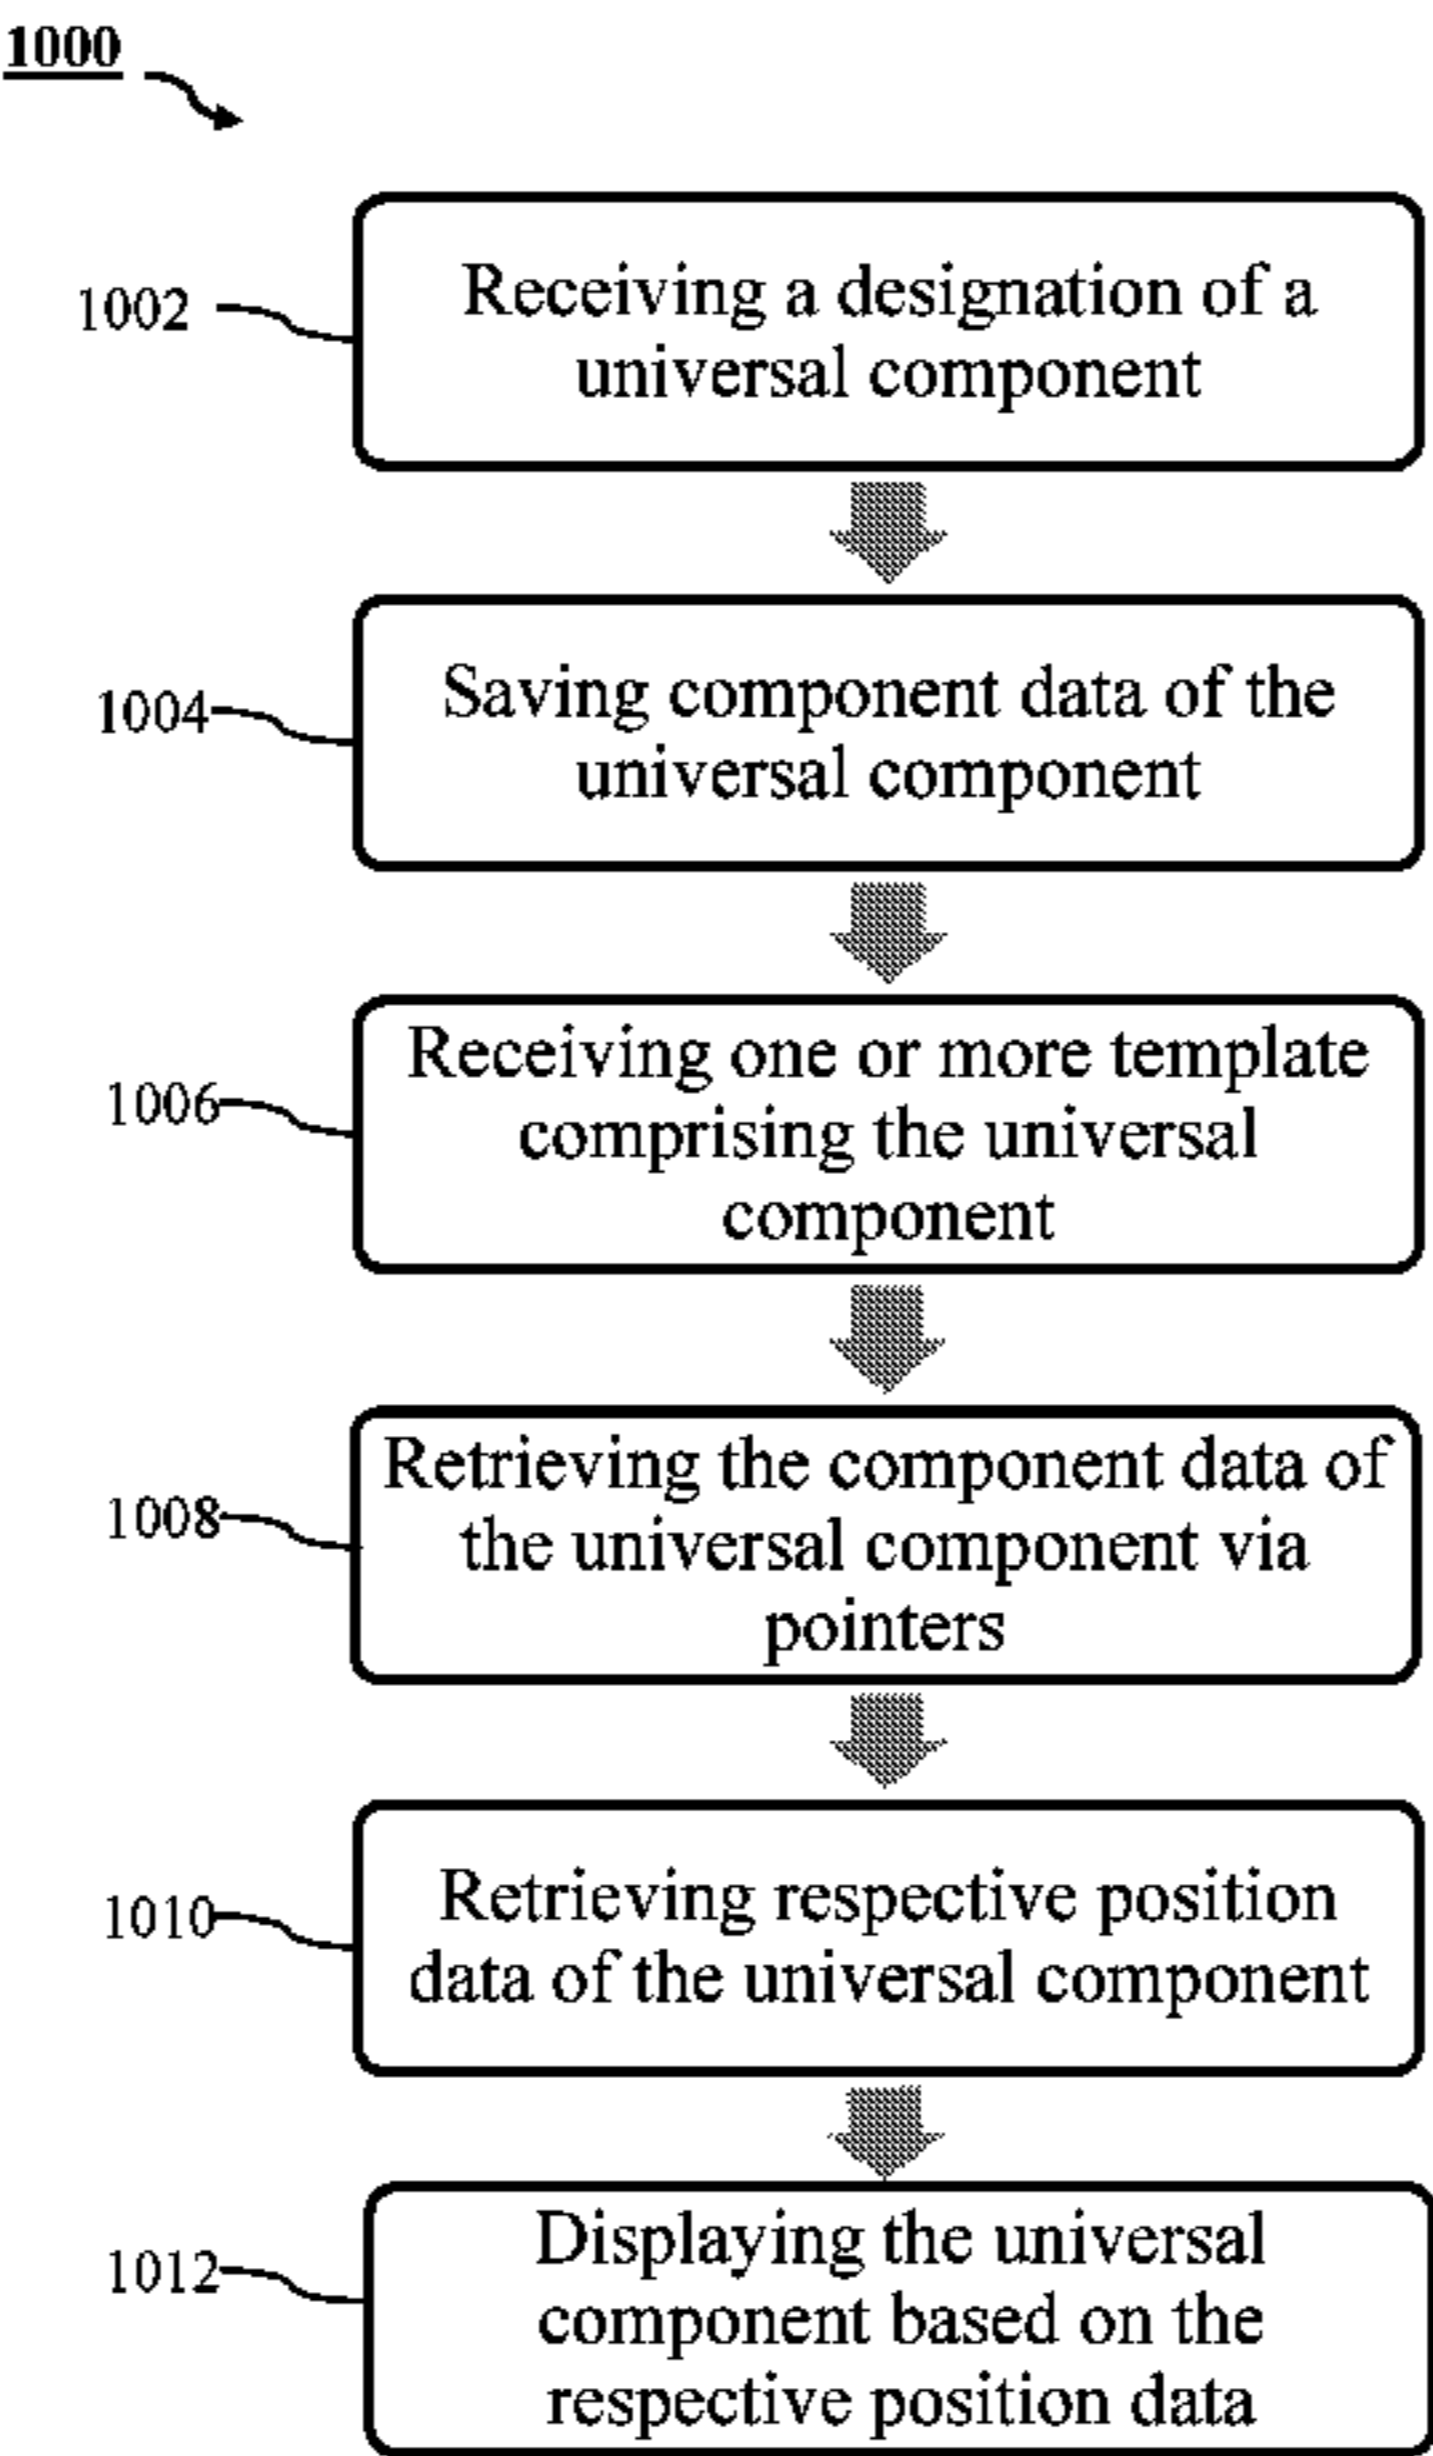 1000
1002
Receiving a designation of a
universal component
1004
Saving component data of the
universal component
1006
Receiving one or more template
comprising the universal
component
1008
Retrieving the component data of
the universal component via
pointers
1010
Retrieving respective position
data of the universal component
1012
Displaying the universal
component based on the
respective position data